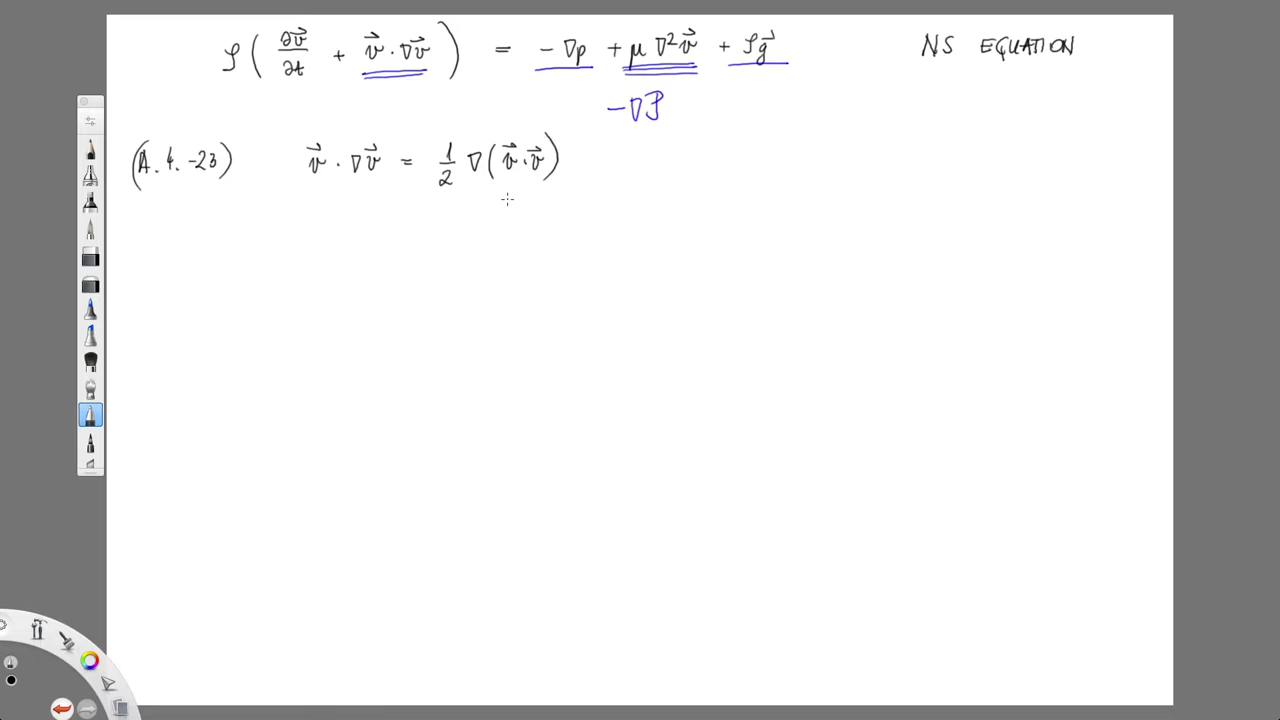 ρ ( ∂v⃗/∂t + v⃗ · ∇v⃗ ) = − ∇p + μ ∇²v⃗ + ρg⃗ NS EQUATION
−∇𝒫
(A.4.-23) v⃗ · ∇v⃗ = 1/2 ∇(v⃗ · v⃗)